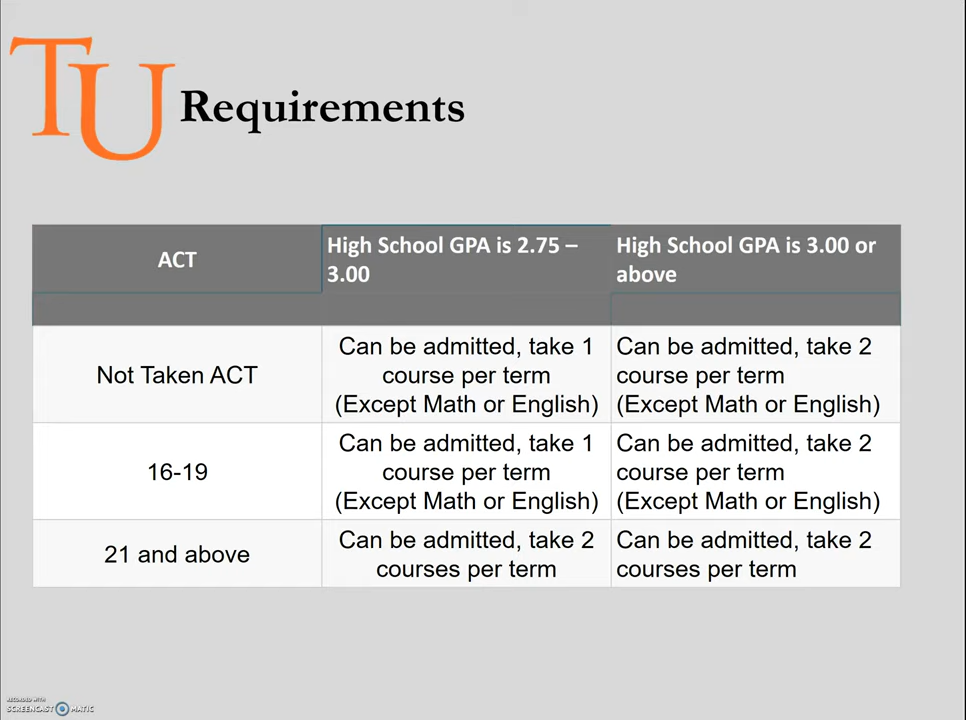 TU
Requirements
ACT
High School GPA is 2.75 –
3.00
High School GPA is 3.00 or
above
Not Taken ACT
Can be admitted, take 1
course per term
(Except Math or English)
Can be admitted, take 2
course per term
(Except Math or English)
16-19
Can be admitted, take 1
course per term
(Except Math or English)
Can be admitted, take 2
course per term
(Except Math or English)
21 and above
Can be admitted, take 2
courses per term
Can be admitted, take 2
courses per term
RECORDED WITH
SCREENCAST MATIC